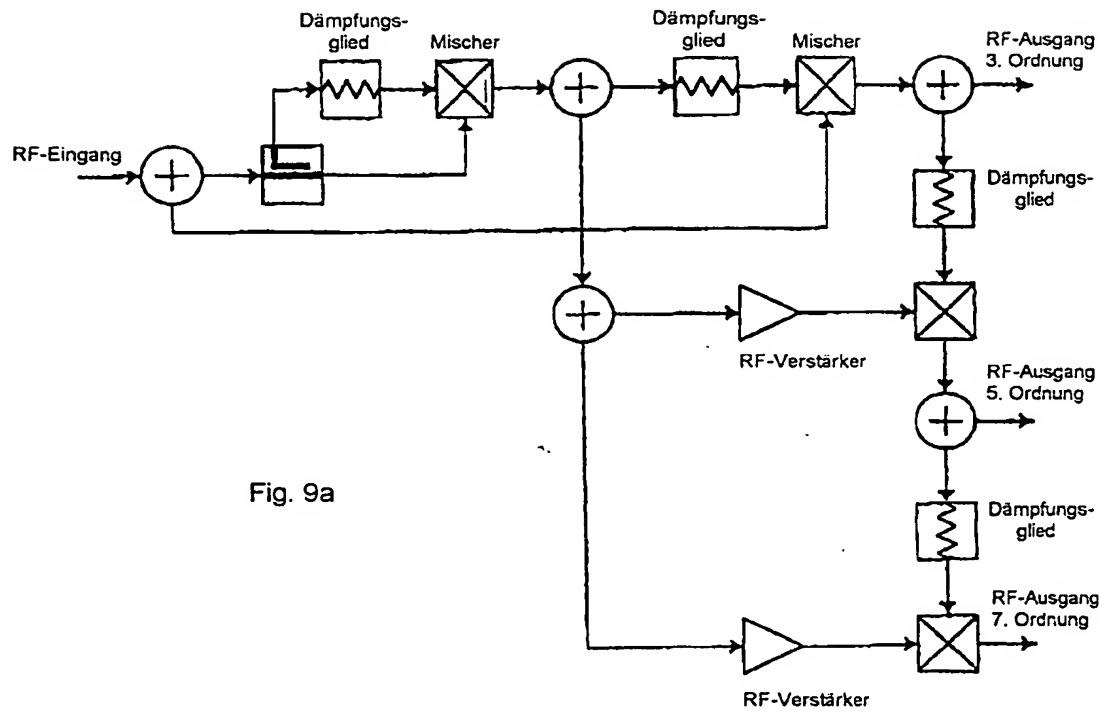 Dämpfungs-
glied
Mischer
Dämpfungs-
glied
Mischer
RF-Ausgang
3. Ordnung
RF-Eingang
Dämpfungs-
glied
RF-Verstärker
RF-Ausgang
5. Ordnung
Fig. 9a
Dämpfungs-
glied
RF-Ausgang
7. Ordnung
RF-Verstärker